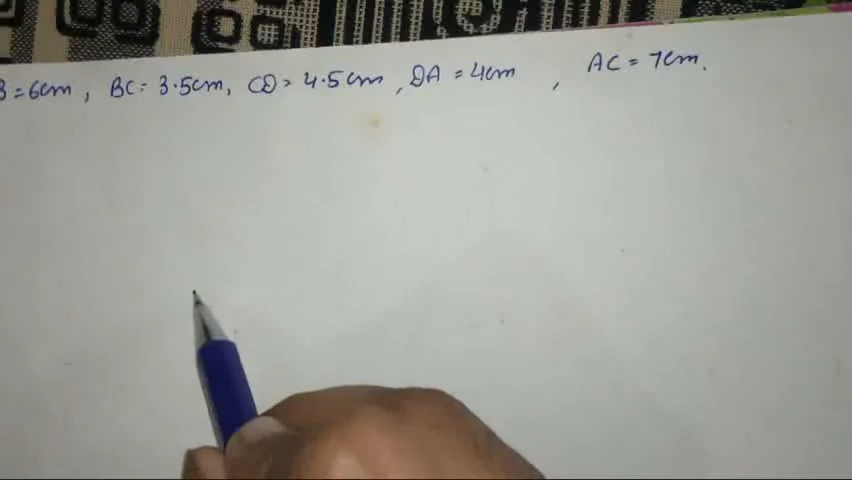 B = 6cm, BC = 3.5cm, CD = 4.5cm, DA = 4cm, AC = 7cm.